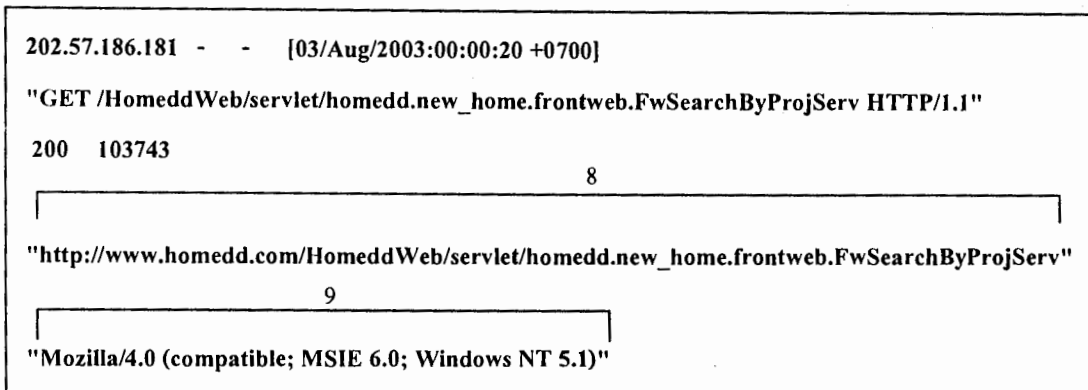 202.57.186.181 - - [03/Aug/2003:00:00:20 +0700]
"GET /HomeddWeb/servlet/homedd.new_home.frontweb.FwSearchByProjServ HTTP/1.1"
200 103743
8
"http://www.homedd.com/HomeddWeb/servlet/homedd.new_home.frontweb.FwSearchByProjServ"
9
"Mozilla/4.0 (compatible; MSIE 6.0; Windows NT 5.1)"